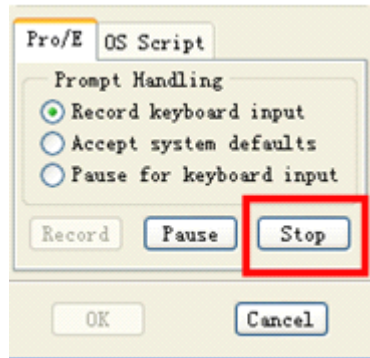 Pro/E OS Script
Prompt Handling
Record keyboard input
Accept system defaults
Pause for keyboard input
Record Pause Stop
OK Cancel